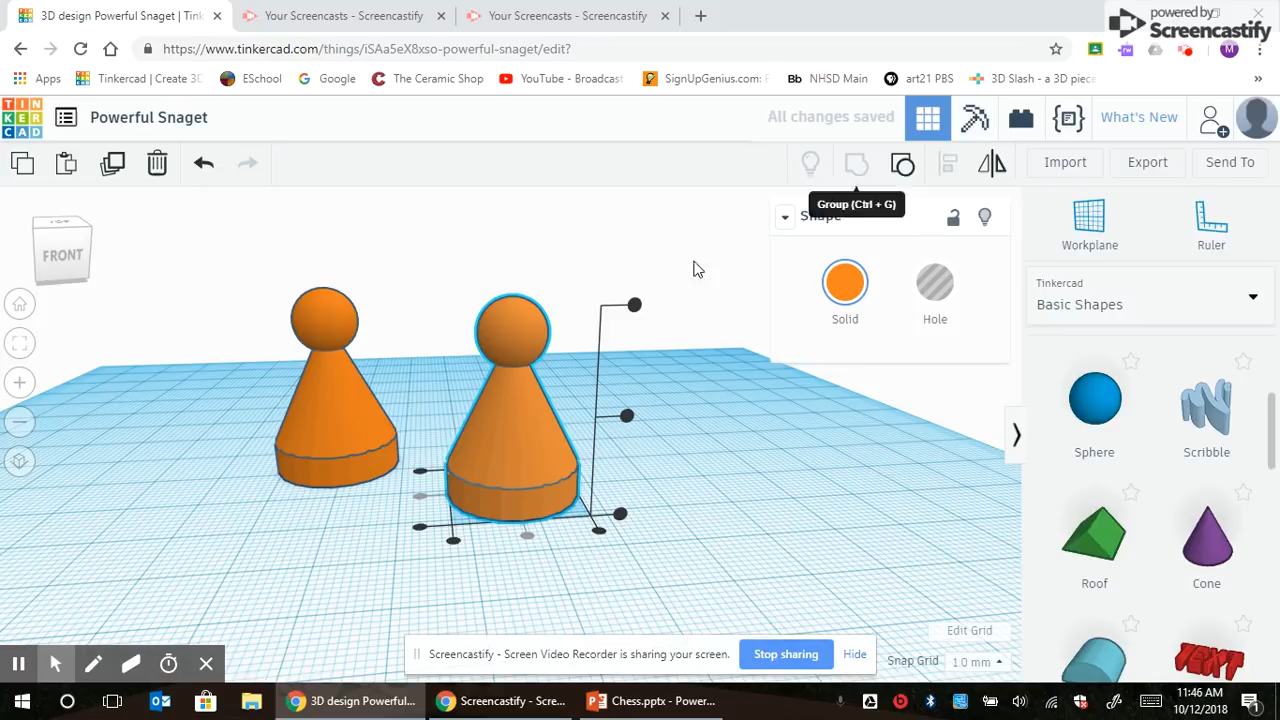 3D design Powerful Snaget | Tink
Your Screencasts - Screencastify
Your Screencasts - Screencastify
powered by
Screencastify
https://www.tinkercad.com/things/iSAa5eX8xso-powerful-snaget/edit?
M
Apps
Tinkercad | Create 3D
ESchool
Google
The Ceramic Shop
YouTube - Broadcast
SignUpGenius.com:
Bb NHSD Main
art21 PBS
3D Slash - a 3D piece
»
TIN
KER
CAD
Powerful Snaget
All changes saved
What's New
Import
Export
Send To
Group (Ctrl + G)
Shape
Solid
Hole
FRONT
Workplane
Ruler
Tinkercad
Basic Shapes
Sphere
Scribble
Roof
Cone
TEXT
Edit Grid
Snap Grid
1.0 mm
Screencastify - Screen Video Recorder is sharing your screen.
Stop sharing
Hide
3D design Powerful...
Screencastify - Scre...
Chess.pptx - Power...
11:46 AM
10/12/2018
1